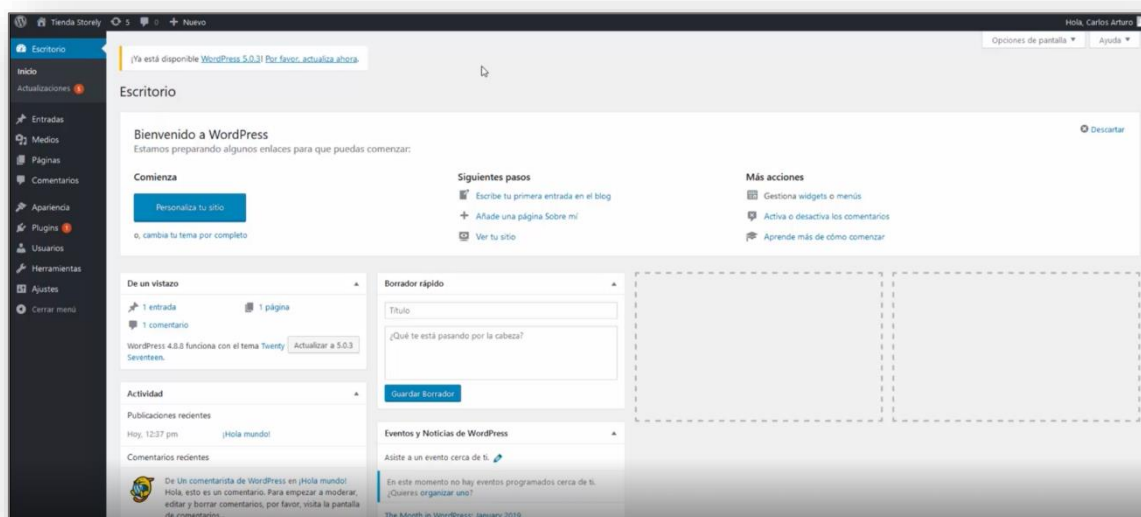 Tienda Storely 5 0 + Nuevo
Hola, Carlos Arturo
Opciones de pantalla Ayuda
Escritorio
Inicio
Actualizaciones 5
Entradas
Medios
Páginas
Comentarios
Apariencia
Plugins 1
Usuarios
Herramientas
Ajustes
Cerrar menú
¡Ya está disponible WordPress 5.0.3! Por favor, actualiza ahora.
Escritorio
Bienvenido a WordPress
Descartar
Estamos preparando algunos enlaces para que puedas comenzar:
Comienza
Personaliza tu sitio
o, cambia tu tema por completo
Siguientes pasos
Escribe tu primera entrada en el blog
Añade una página Sobre mí
Ver tu sitio
Más acciones
Gestiona widgets o menús
Activa o desactiva los comentarios
Aprende más de cómo comenzar
De un vistazo
1 entrada
1 página
1 comentario
WordPress 4.8.8 funciona con el tema Twenty
Seventeen.
Actualizar a 5.0.3
Actividad
Publicaciones recientes
Hoy, 12:37 pm ¡Hola mundo!
Comentarios recientes
De Un comentarista de WordPress en ¡Hola mundo!
Hola, esto es un comentario. Para empezar a moderar,
editar y borrar comentarios, por favor, visita la pantalla
de comentarios
Borrador rápido
Título
¿Qué te está pasando por la cabeza?
Guardar Borrador
Eventos y Noticias de WordPress
Asiste a un evento cerca de ti.
En este momento no hay eventos programados cerca de ti.
¿Quieres organizar uno?
The Month in WordPress: January 2019